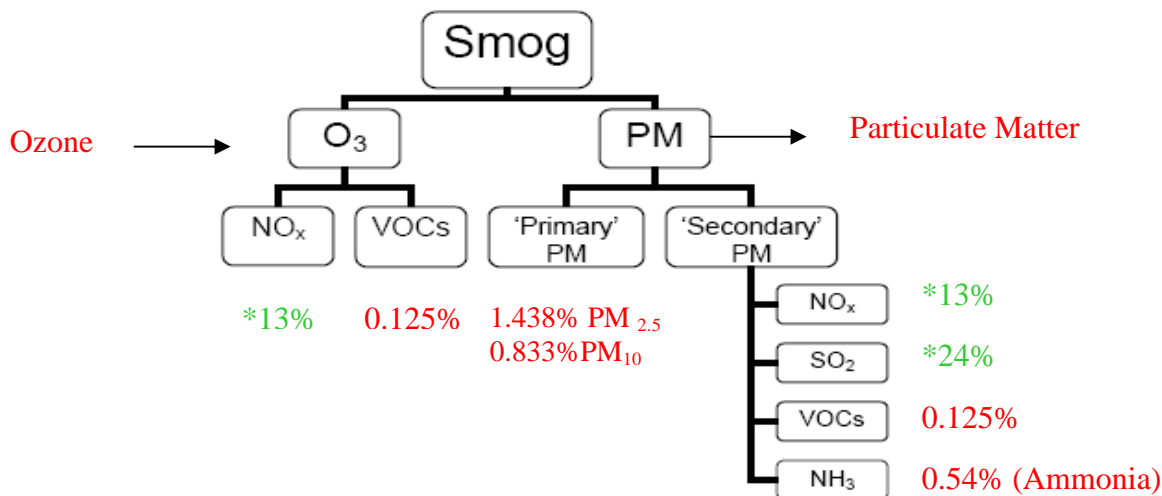 Smog
Ozone
O₃
PM
Particulate Matter
NOₓ
VOCs
'Primary' PM
'Secondary' PM
*13%
0.125%
1.438% PM 2.5
0.833%PM10
NOₓ
*13%
SO₂
*24%
VOCs
0.125%
NH₃
0.54% (Ammonia)